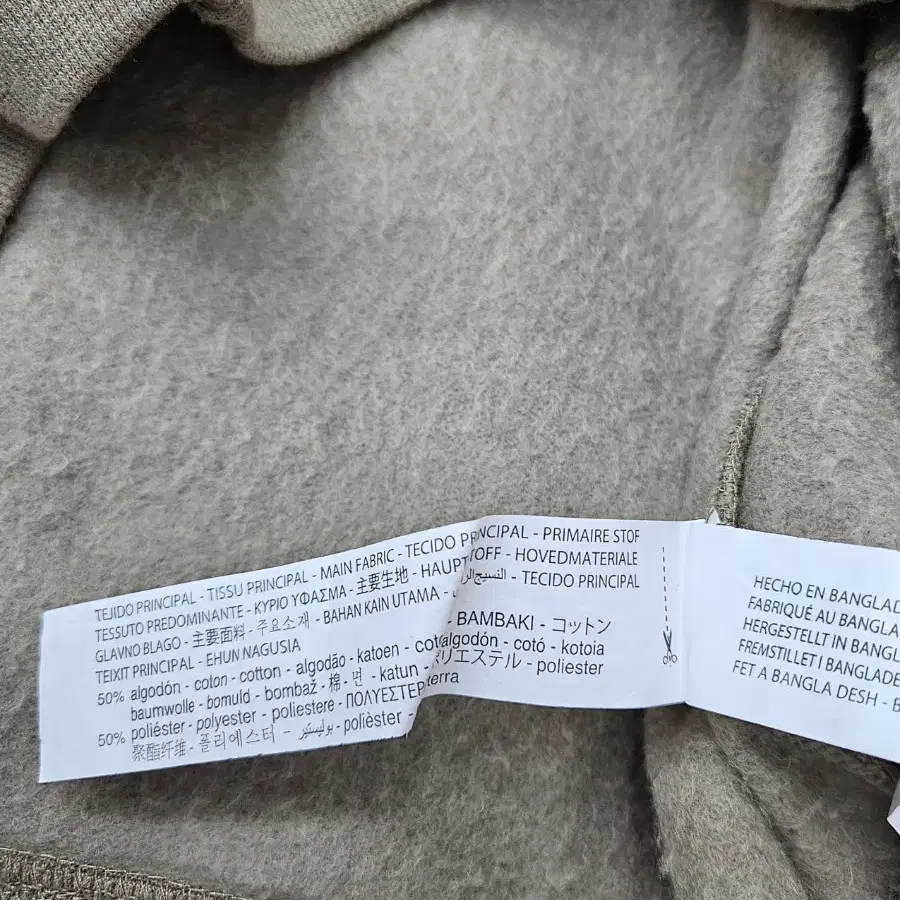 TEJIDO PRINCIPAL - TISSU PRINCIPAL - MAIN FABRIC - TECIDO PRINCIPAL - PRIMAIRE STOF
TESSUTO PREDOMINANTE - ΚΥΡΙΟ ΥΦΑΣΜΑ - 主要生地 - HAUPT TOFF - HOVEDMATERIALE
GLAVNO BLAGO - 主要面料 - 주요소재 - BAHAN KAIN UTAMA - - TECIDO PRINCIPAL
TEIXIT PRINCIPAL - EHUN NAGUSIA
50% algodón - coton - cotton - algodão - katoen - - BAMBAKI - コットン
baumwolle - bomuld - bombaž - 棉 - 면 - katun - algodón - cotó - kotoia
50% poliéster - polyester - poliestere - ΠΟΛΥΕΣΤΕΡ ポリエステル - poliester
聚酯纤维 - 폴리에스터 - بوليستر - polièster - terra
HECHO EN BANGLAD
FABRIQUÉ AU BANGLA
HERGESTELLT IN BANGL
FREMSTILLET I BANGLADE
FET A BANGLA DESH - B